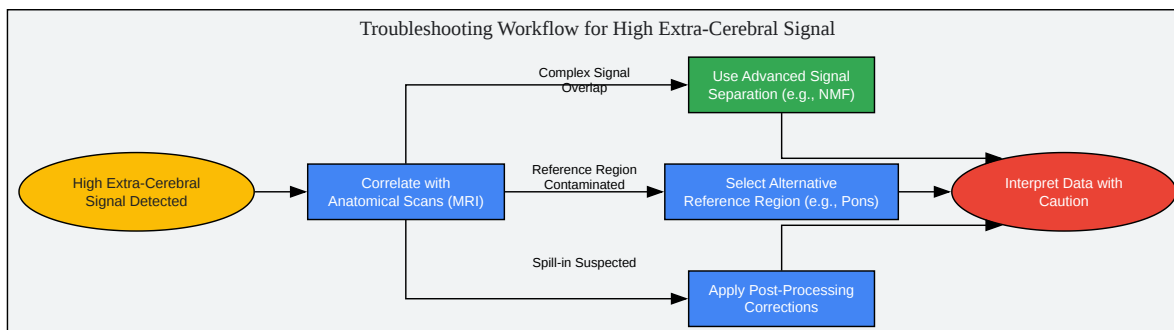 Troubleshooting Workflow for High Extra-Cerebral Signal
Complex Signal
Overlap
Use Advanced Signal
Separation (e.g., NMF)
High Extra-Cerebral
Signal Detected
Correlate with
Anatomical Scans (MRI)
Reference Region
Contaminated
Select Alternative
Reference Region (e.g., Pons)
Interpret Data with
Caution
Spill-in Suspected
Apply Post-Processing
Corrections